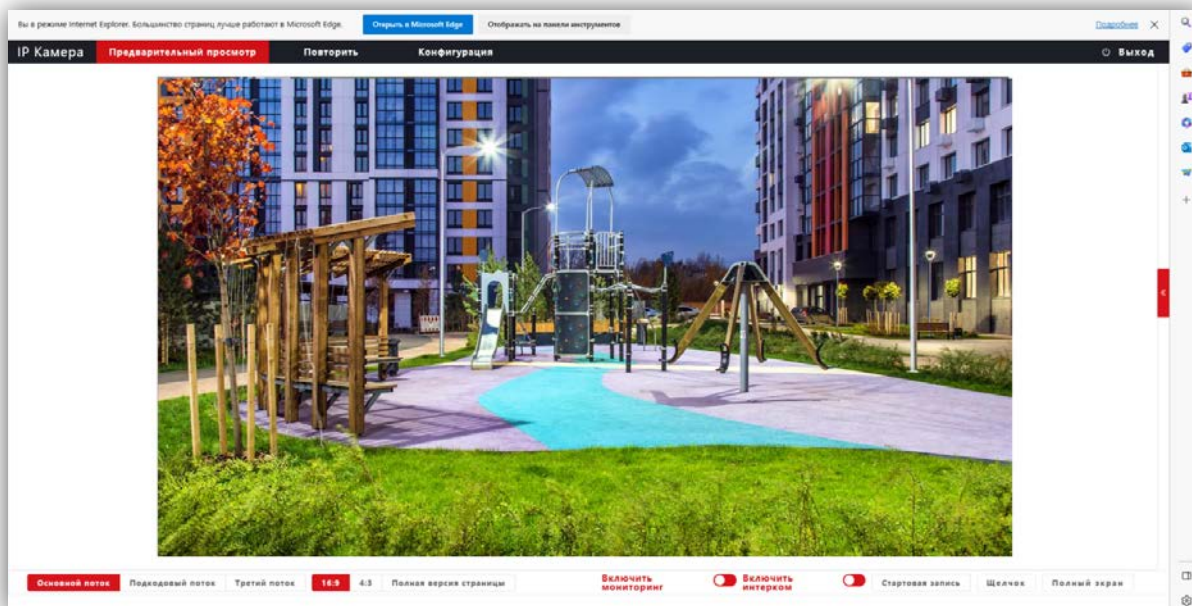 Вы в режиме Internet Explorer. Большинство страниц лучше работают в Microsoft Edge. Открыть в Microsoft Edge Отображать на панели инструментов Подробнее
IP Камера Предварительный просмотр Повторить Конфигурация Выход
Основной поток Подкодовый поток Третий поток 16:9 4:3 Полная версия страницы Включить мониторинг Включить интерком Стартовая запись Щелчок Полный экран